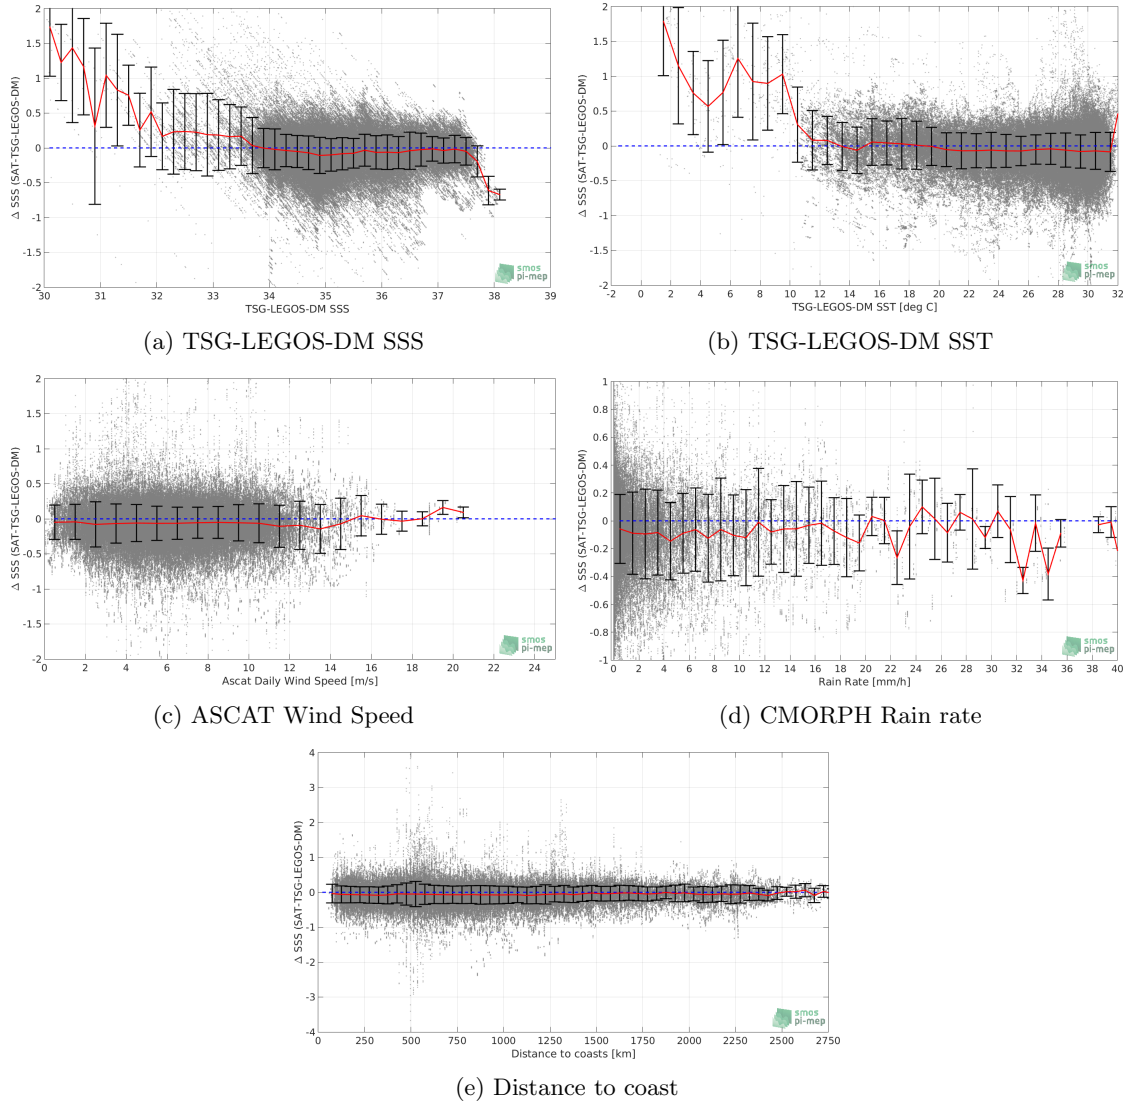 2
1.5
1
0.5
0
-0.5
-1
-1.5
-2
Δ SSS (SAT-TSG-LEGOS-DM)
30 31 32 33 34 35 36 37 38 39
TSG-LEGOS-DM SSS
smos
pi-mep
(a) TSG-LEGOS-DM SSS
2
1.5
1
0.5
0
-0.5
-1
-1.5
-2
Δ SSS (SAT-TSG-LEGOS-DM)
-2 0 2 4 6 8 10 12 14 16 18 20 22 24 26 28 30 32
TSG-LEGOS-DM SST [deg C]
smos
pi-mep
(b) TSG-LEGOS-DM SST
2
1.5
1
0.5
0
-0.5
-1
-1.5
-2
Δ SSS (SAT-TSG-LEGOS-DM)
0 2 4 6 8 10 12 14 16 18 20 22 24
Ascat Daily Wind Speed [m/s]
smos
pi-mep
(c) ASCAT Wind Speed
1
0.8
0.6
0.4
0.2
0
-0.2
-0.4
-0.6
-0.8
-1
Δ SSS (SAT-TSG-LEGOS-DM)
0 2 4 6 8 10 12 14 16 18 20 22 24 26 28 30 32 34 36 38 40
Rain Rate [mm/h]
smos
pi-mep
(d) CMORPH Rain rate
4
3
2
1
0
-1
-2
-3
-4
Δ SSS (SAT-TSG-LEGOS-DM)
0 250 500 750 1000 1250 1500 1750 2000 2250 2500 2750
Distance to coasts [km]
smos
pi-mep
(e) Distance to coast